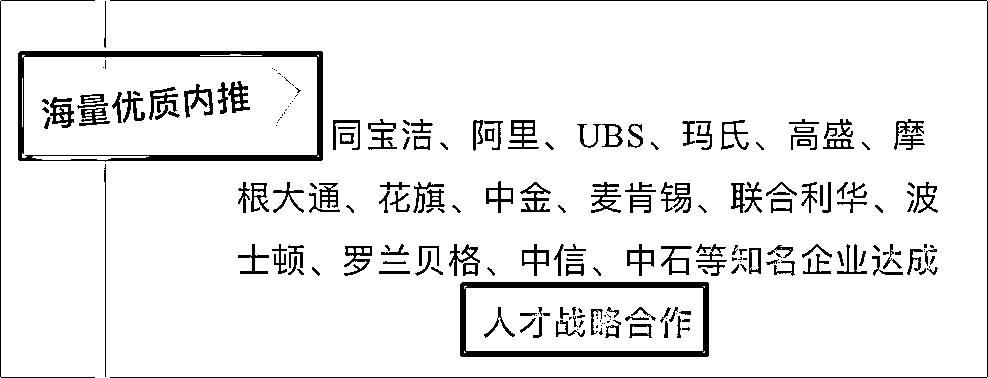 海量优质内推
同宝洁、阿里、UBS、玛氏、高盛、摩
根大通、花旗、中金、麦肯锡、联合利华、波
士顿、罗兰贝格、中信、中石等知名企业达成
人才战略合作